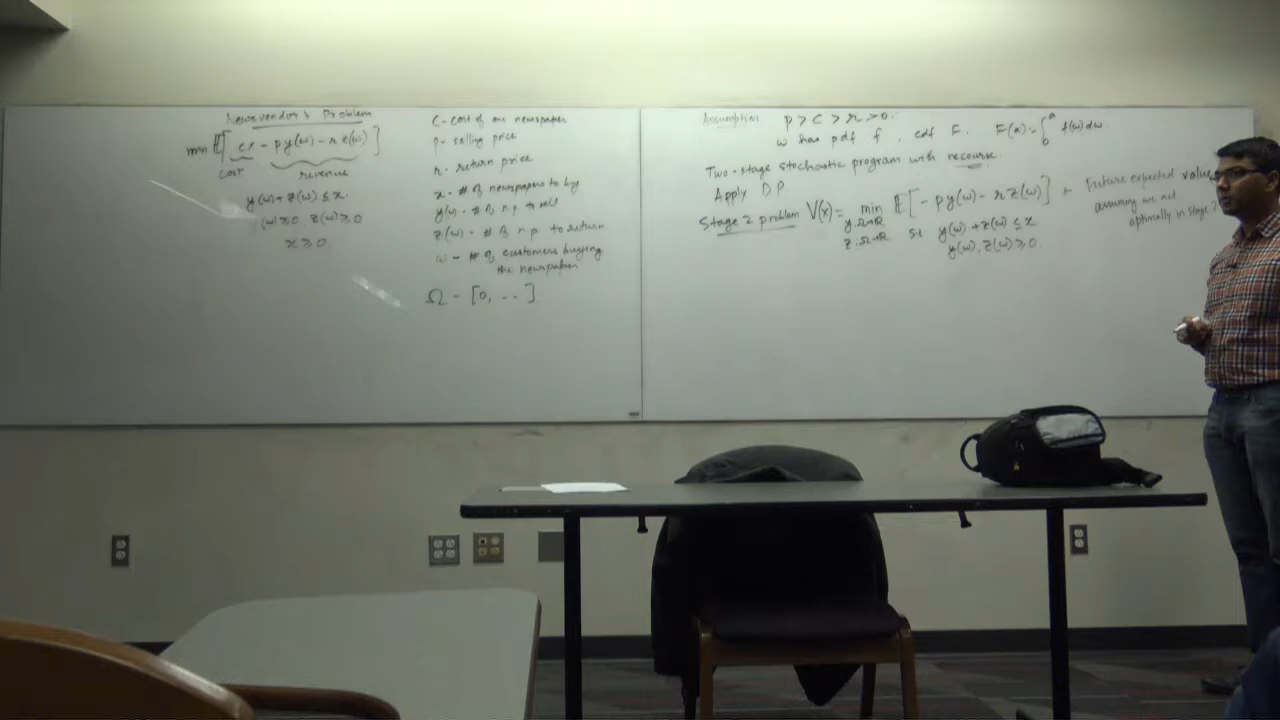 Newsvendor's Problem
min E[ cx - py(ω) - r z(ω) ]
cost revenue
y(ω) + z(ω) ≤ x
(ω) ≥ 0, z(ω) ≥ 0
x ≥ 0
C - cost of one newspaper
p - selling price
r - return price
x - # of newspapers to buy
y(ω) - # of n.p. to sell
z(ω) - # of n.p. to return
ω - # of customers buying
the newspaper
Ω - [0, ... ].
Assumption p > c > r > 0.
ω has pdf f, cdf F. F(a) = ∫₀ᵃ f(ω)dω.
Two-stage stochastic program with recourse.
Apply DP
Stage 2 problem V(x) = min E[ - py(ω) - r z(ω) ] ←
y:Ω→R
z:Ω→R s.t y(ω) + z(ω) ≤ x
y(ω), z(ω) ≥ 0.
Future expected value
assuming we act
optimally in Stage 2